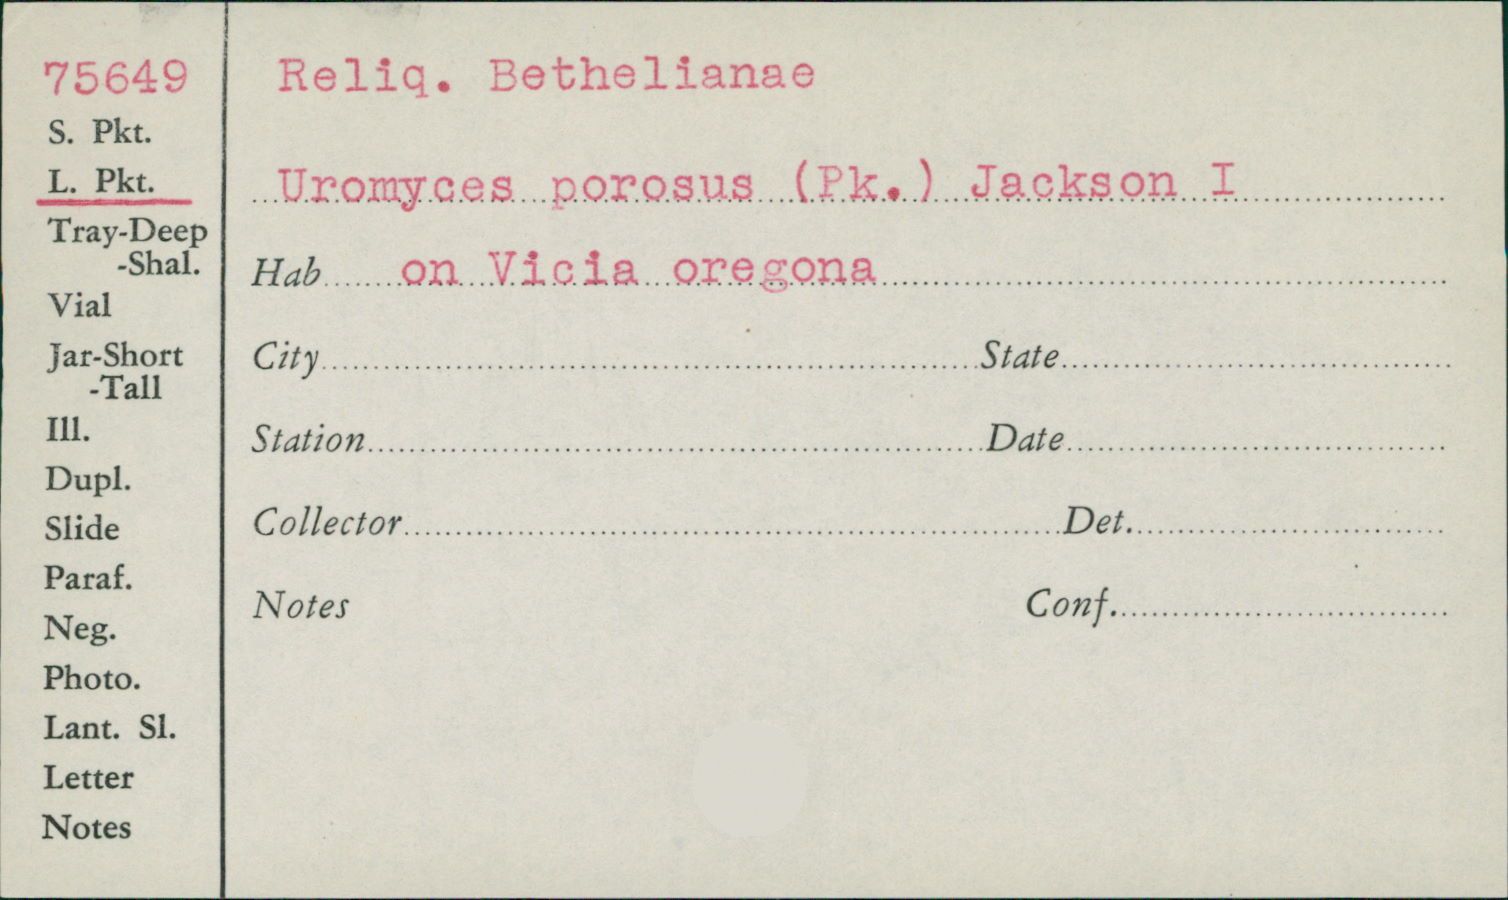 75649
Reliq. Bethelianae
S. Pkt.
L. Pkt.
Uromyces porosus (Pk.) Jackson I
Tray-Deep
-Shal.
Hab on Vicia oregona
Vial
Jar-Short
-Tall
City State
Ill.
Station Date
Dupl.
Slide
Collector Det.
Paraf.
Neg.
Notes Conf.
Photo.
Lant. Sl.
Letter
Notes